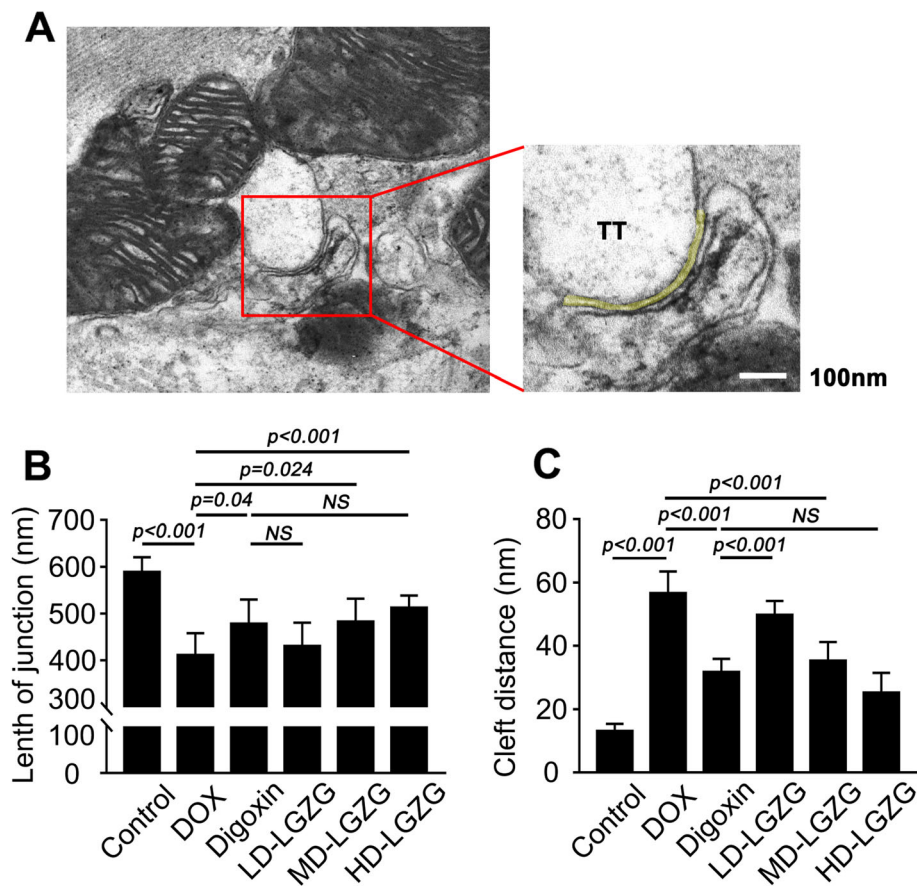 A
TT
100nm
B
p<0.001
p=0.024
p=0.04
NS
p<0.001
NS
Lenth of junction (nm)
700
600
500
400
300
100
0
Control
DOX
Digoxin
LD-LGZG
MD-LGZG
HD-LGZG
C
p<0.001
p<0.001
NS
p<0.001
p<0.001
Cleft distance (nm)
80
60
40
20
0
Control
DOX
Digoxin
LD-LGZG
MD-LGZG
HD-LGZG